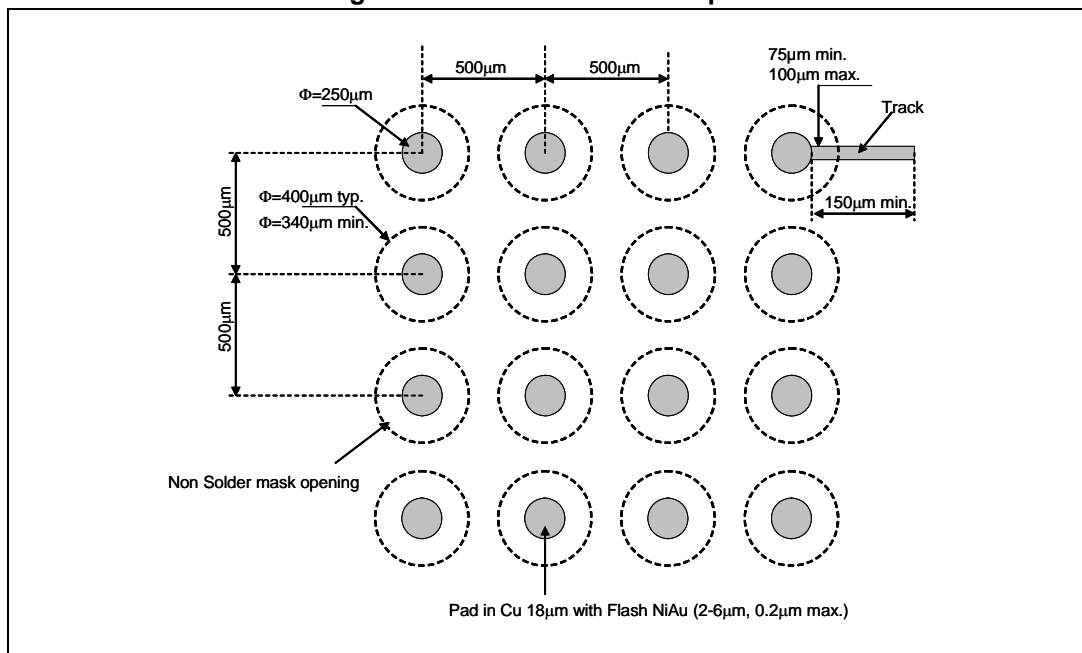 500µm
500µm
75µm min.
100µm max.
Φ=250µm
Track
500µm
Φ=400µm typ.
Φ=340µm min.
150µm min.
500µm
Non Solder mask opening
Pad in Cu 18µm with Flash NiAu (2-6µm, 0.2µm max.)